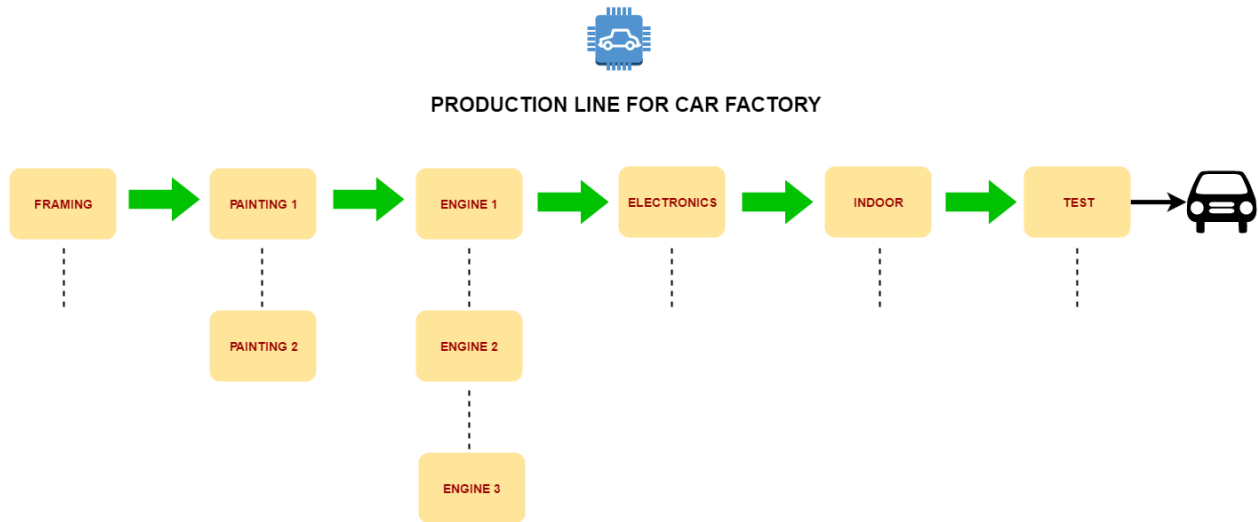 PRODUCTION LINE FOR CAR FACTORY
FRAMING
PAINTING 1
ENGINE 1
ELECTRONICS
INDOOR
TEST
PAINTING 2
ENGINE 2
ENGINE 3